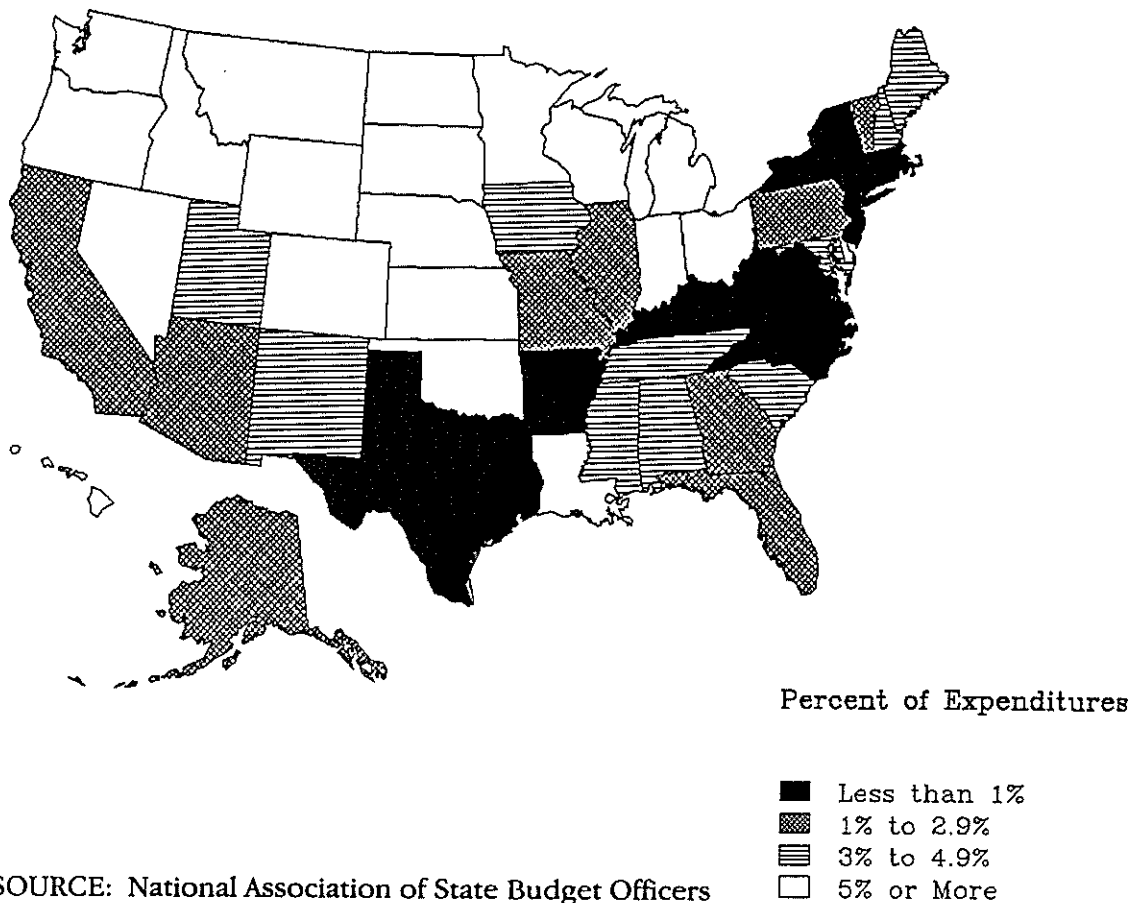 Percent of Expenditures
Less than 1%
1% to 2.9%
3% to 4.9%
5% or More
SOURCE: National Association of State Budget Officers